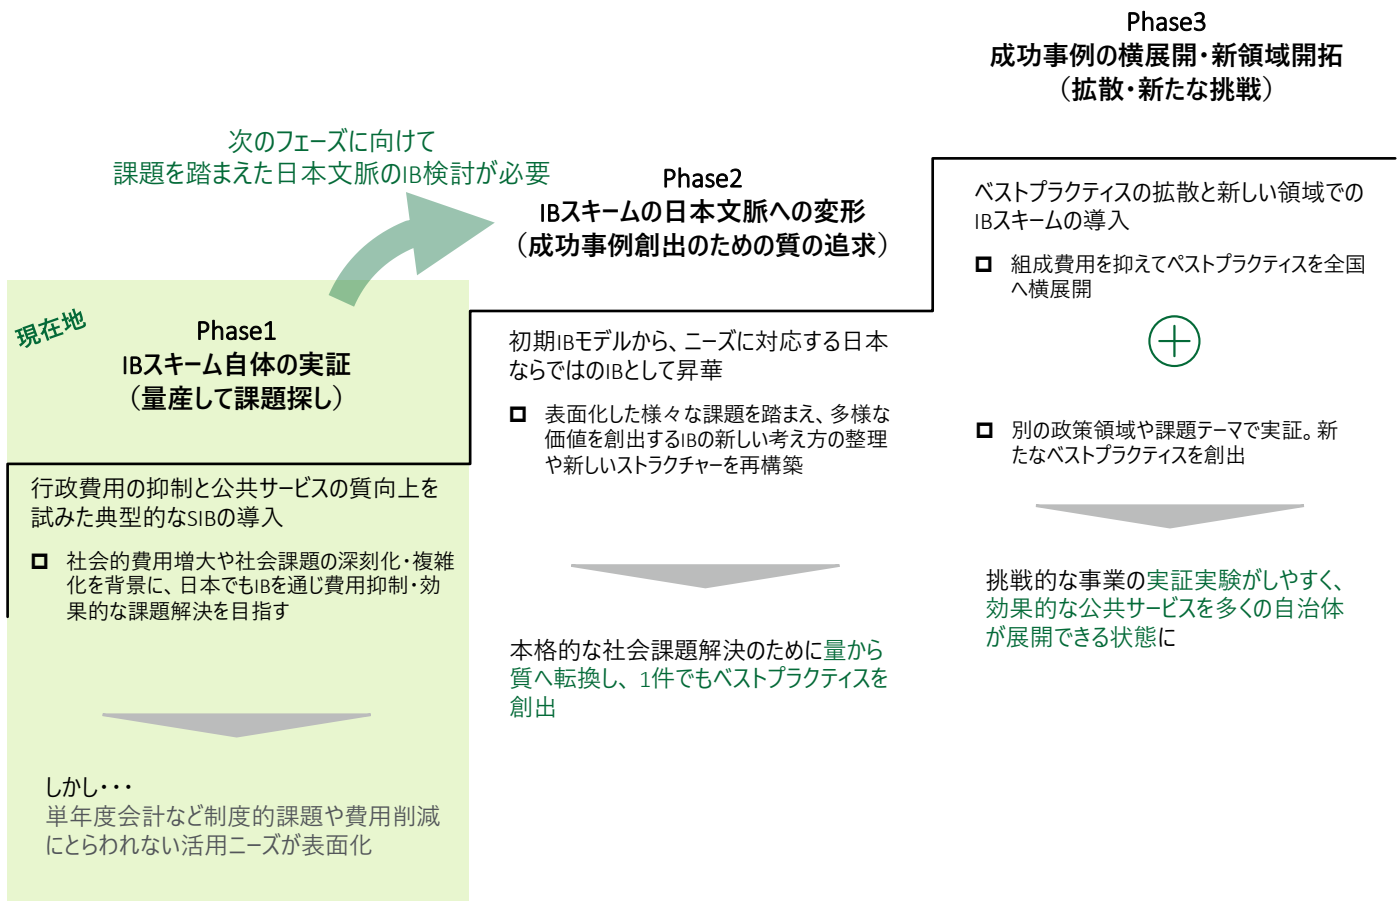 Phase3
成功事例の横展開・新領域開拓
（拡散・新たな挑戦）
次のフェーズに向けて
課題を踏まえた日本文脈のIB検討が必要
Phase2
IBスキームの日本文脈への変形
（成功事例創出のための質の追求）
現在地
Phase1
IBスキーム自体の実証
（量産して課題探し）
行政費用の抑制と公共サービスの質向上を
試みた典型的なSIBの導入
社会的費用増大や社会課題の深刻化・複雑
化を背景に、日本でもIBを通じ費用抑制・効
果的な課題解決を目指す
しかし・・・
単年度会計など制度的課題や費用削減
にとらわれない活用ニーズが表面化
初期IBモデルから、ニーズに対応する日本
ならではのIBとして昇華
表面化した様々な課題を踏まえ、多様な
価値を創出するIBの新しい考え方の整理
や新しいストラクチャーを再構築
本格的な社会課題解決のために量から
質へ転換し、1件でもベストプラクティスを
創出
ベストプラクティスの拡散と新しい領域での
IBスキームの導入
組成費用を抑えてベストプラクティスを全国
へ横展開
別の政策領域や課題テーマで実証。新
たなベストプラクティスを創出
挑戦的な事業の実証実験がしやすく、
効果的な公共サービスを多くの自治体
が展開できる状態に